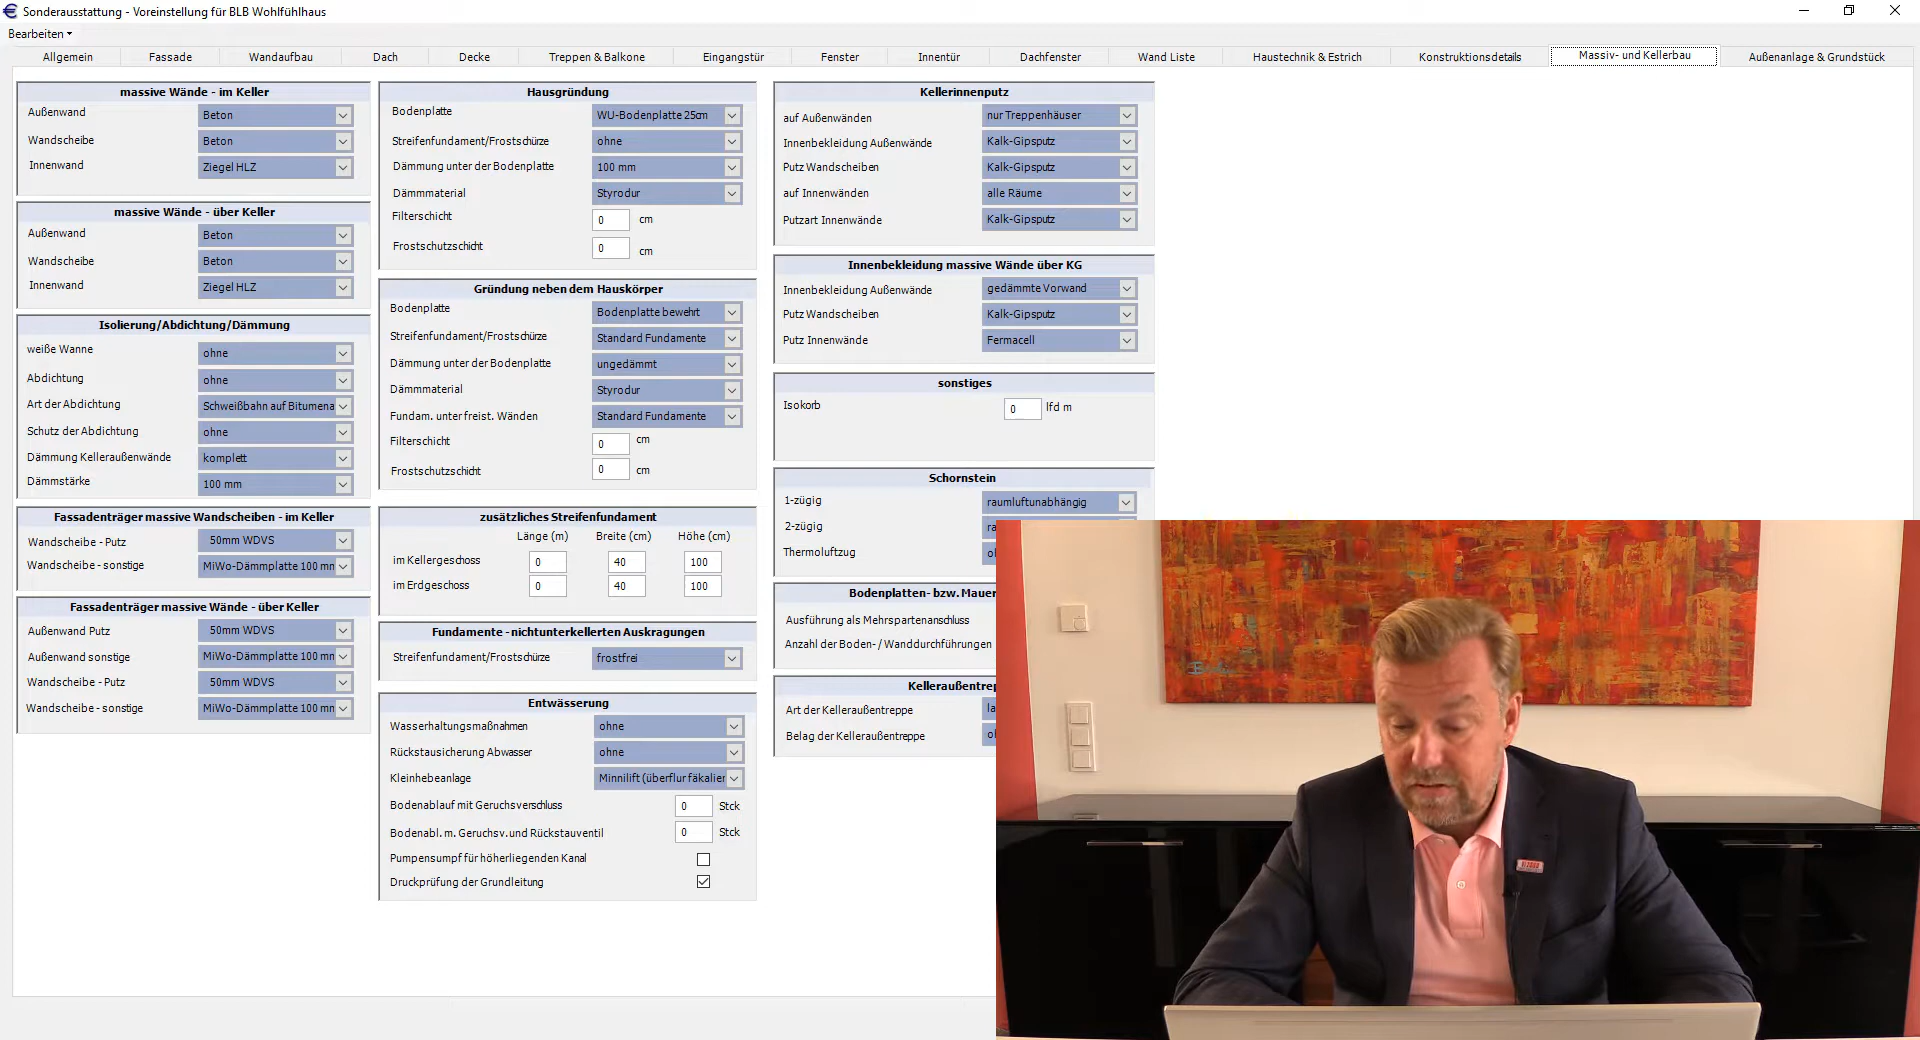 Sonderausstattung - Voreinstellung für BLB Wohlfühlhaus
Bearbeiten
Allgemein Fassade Wandaufbau Dach Decke Treppen & Balkone Eingangstür Fenster Innentür Dachfenster Wand Liste Haustechnik & Estrich Konstruktionsdetails Massiv- und Kellerbau Außenanlage & Grundstück
massive Wände - im Keller
Außenwand Beton
Wandscheibe Beton
Innenwand Ziegel HLZ
massive Wände - über Keller
Außenwand Beton
Wandscheibe Beton
Innenwand Ziegel HLZ
Isolierung/Abdichtung/Dämmung
weiße Wanne ohne
Abdichtung ohne
Art der Abdichtung Schweißbahn auf Bitumena
Schutz der Abdichtung ohne
Dämmung Kelleraußenwände komplett
Dämmstärke 100 mm
Fassadenträger massive Wandscheiben - im Keller
Wandscheibe - Putz 50mm WDVS
Wandscheibe - sonstige MiWo-Dämmplatte 100 mn
Fassadenträger massive Wände - über Keller
Außenwand Putz 50mm WDVS
Außenwand sonstige MiWo-Dämmplatte 100 mn
Wandscheibe - Putz 50mm WDVS
Wandscheibe - sonstige MiWo-Dämmplatte 100 mn
Hausgründung
Bodenplatte WU-Bodenplatte 25cm
Streifenfundament/Frostschürze ohne
Dämmung unter der Bodenplatte 100 mm
Dämmmaterial Styrodur
Filterschicht 0 cm
Frostschutzschicht 0 cm
Gründung neben dem Hauskörper
Bodenplatte Bodenplatte bewehrt
Streifenfundament/Frostschürze Standard Fundamente
Dämmung unter der Bodenplatte ungedämmt
Dämmmaterial Styrodur
Fundam. unter freist. Wänden Standard Fundamente
Filterschicht 0 cm
Frostschutzschicht 0 cm
zusätzliches Streifenfundament
Länge (m) Breite (cm) Höhe (cm)
im Kellergeschoss 0 40 100
im Erdgeschoss 0 40 100
Fundamente - nichtunterkellerten Auskragungen
Streifenfundament/Frostschürze frostfrei
Entwässerung
Wasserhaltungsmaßnahmen ohne
Rückstausicherung Abwasser ohne
Kleinhebeanlage Minnilift (überflur fäkalier
Bodenablauf mit Geruchsverschluss 0 Stck
Bodenabl. m. Geruchsv. und Rückstauventil 0 Stck
Pumpensumpf für höherliegenden Kanal
Druckprüfung der Grundleitung
Kellerinnenputz
auf Außenwänden nur Treppenhäuser
Innenbekleidung Außenwände Kalk-Gipsputz
Putz Wandscheiben Kalk-Gipsputz
auf Innenwänden alle Räume
Putzart Innenwände Kalk-Gipsputz
Innenbekleidung massive Wände über KG
Innenbekleidung Außenwände gedämmte Vorwand
Putz Wandscheiben Kalk-Gipsputz
Putz Innenwände Fermacell
sonstiges
Isokorb 0 lfd m
Schornstein
1-zügig raumluftunabhängig
2-zügig ra
Thermoluftzug oh
Bodenplatten- bzw. Mauer
Ausführung als Mehrspartenanschluss
Anzahl der Boden- / Wanddurchführungen
Kelleraußentrep
Art der Kelleraußentreppe la
Belag der Kelleraußentreppe oh